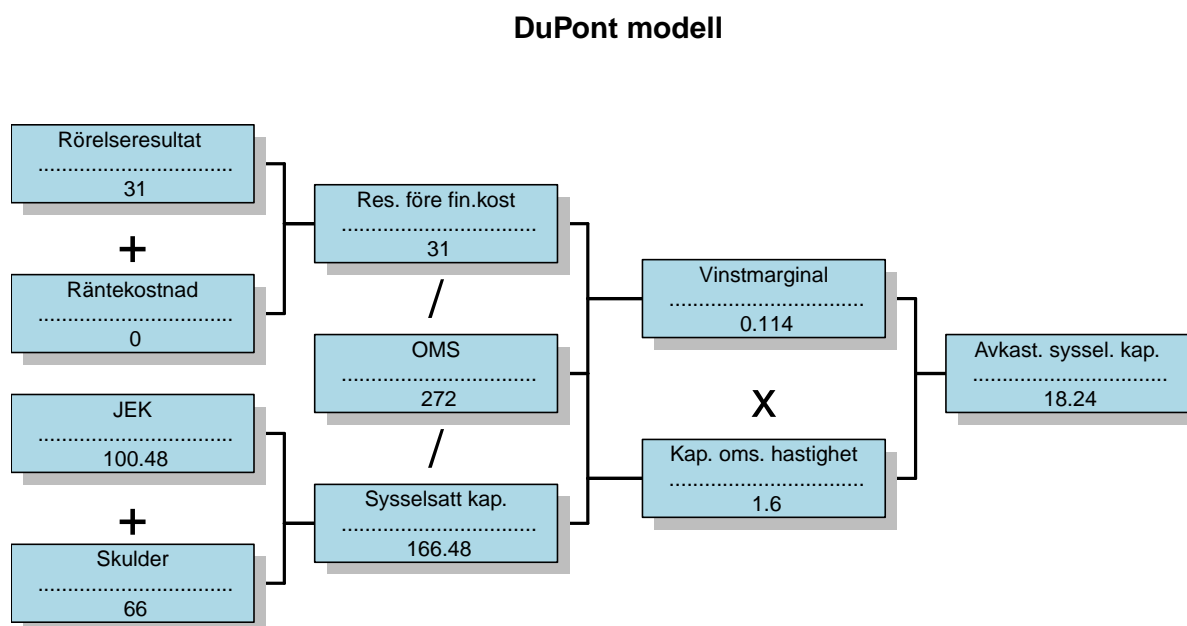 DuPont modell
Rörelseresultat
.................................
31
+
Räntekostnad
.................................
0
JEK
.................................
100.48
+
Skulder
.................................
66
Res. före fin.kost
.................................
31
/
OMS
.................................
272
/
Sysselsatt kap.
.................................
166.48
Vinstmarginal
.................................
0.114
X
Kap. oms. hastighet
.................................
1.6
Avkast. syssel. kap.
.................................
18.24